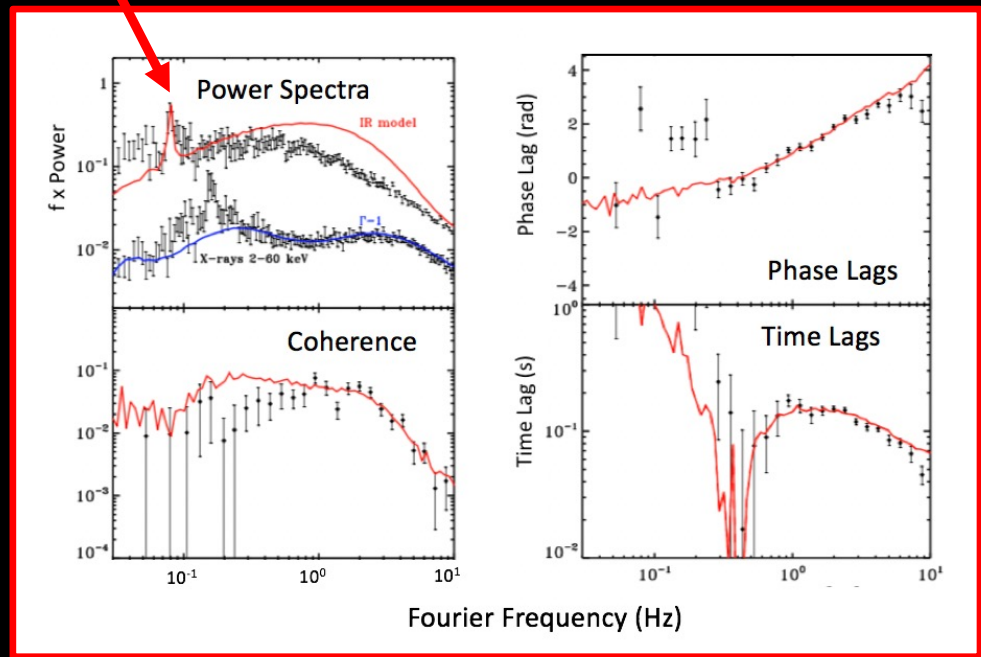 Power Spectra
IR model
Γ-1
X-rays 2-60 keV
f x Power
1
10⁻¹
10⁻²
Phase Lags
Phase Lag (rad)
4
2
0
-2
-4
Coherence
10⁻¹
10⁻²
10⁻³
10⁻⁴
10⁻¹
10⁰
10¹
Time Lags
Time Lag (s)
10⁰
10⁻¹
10⁻²
10⁻¹
10⁰
10¹
Fourier Frequency (Hz)